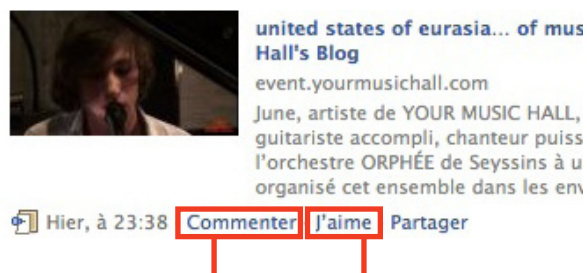 united states of eurasia... of mus
Hall's Blog
event.yourmusichall.com
June, artiste de YOUR MUSIC HALL,
guitariste accompli, chanteur puiss
l'orchestre ORPHÉE de Seyssins à u
organisé cet ensemble dans les env
Hier, à 23:38 Commenter J'aime Partager